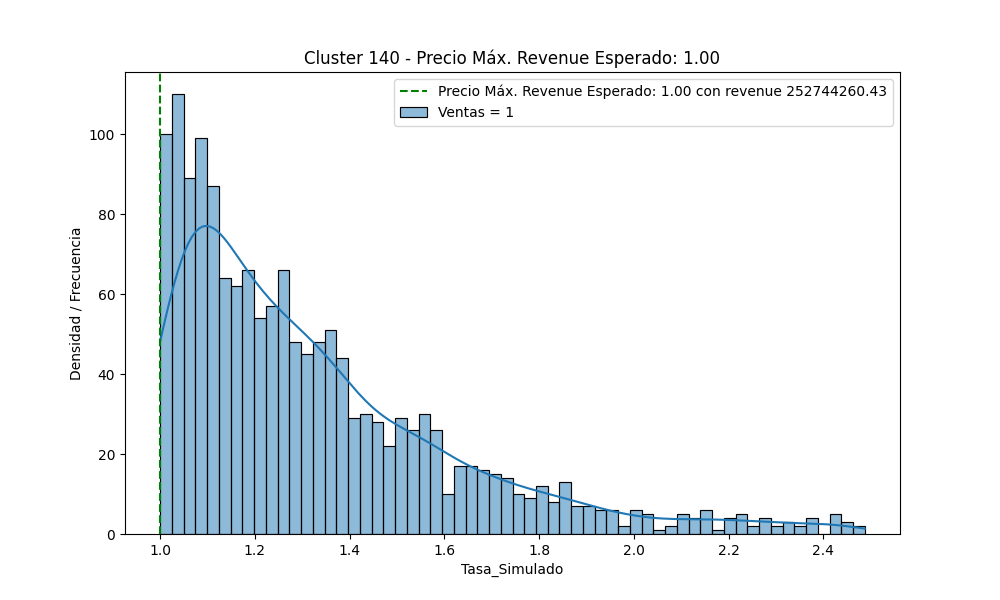 Cluster 140 - Precio Máx. Revenue Esperado: 1.00
Precio Máx. Revenue Esperado: 1.00 con revenue 252744260.43
Ventas = 1
Densidad / Frecuencia
100
80
60
40
20
0
1.0 1.2 1.4 1.6 1.8 2.0 2.2 2.4
Tasa_Simulado